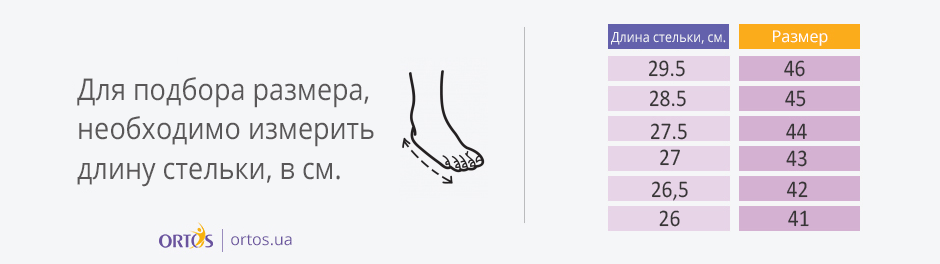 Для подбора размера,
необходимо измерить
длину стельки, в см.
ORTOS | ortos.ua
Длина стельки, см. Размер
29.5 46
28.5 45
27.5 44
27 43
26,5 42
26 41